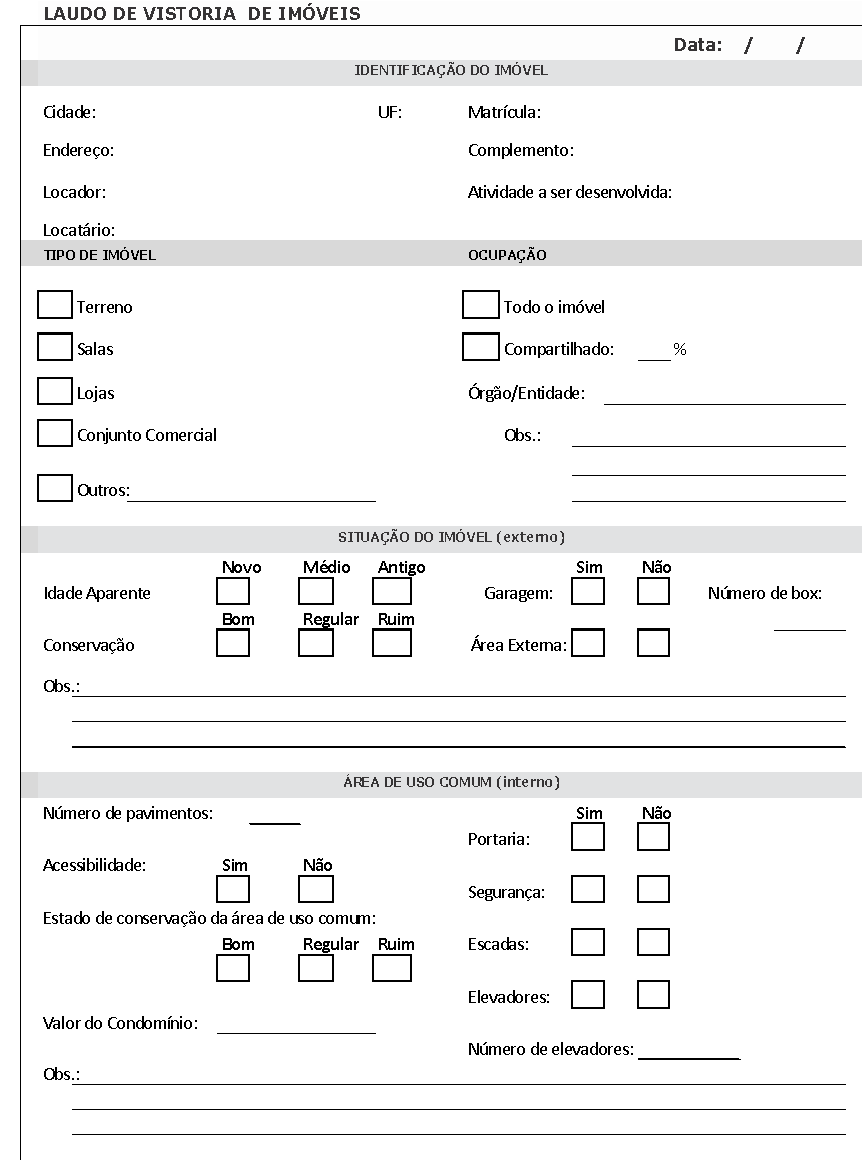 LAUDO DE VISTORIA DE IMÓVEIS
Data: / /
IDENTIFICAÇÃO DO IMÓVEL
Cidade: UF: Matrícula:
Endereço: Complemento:
Locador: Atividade a ser desenvolvida:
Locatário:
TIPO DE IMÓVEL OCUPAÇÃO
Terreno Todo o imóvel
Salas Compartilhado: ____%
Lojas Órgão/Entidade:
Conjunto Comercial Obs.:
Outros:
SITUAÇÃO DO IMÓVEL (externo)
Novo Médio Antigo Sim Não
Idade Aparente Garagem: Número de box:
Bom Regular Ruim
Conservação Área Externa:
Obs.:
ÁREA DE USO COMUM (interno)
Número de pavimentos: Sim Não
Portaria:
Acessibilidade: Sim Não
Segurança:
Estado de conservação da área de uso comum:
Bom Regular Ruim Escadas:
Elevadores:
Valor do Condomínio:
Número de elevadores:
Obs.: